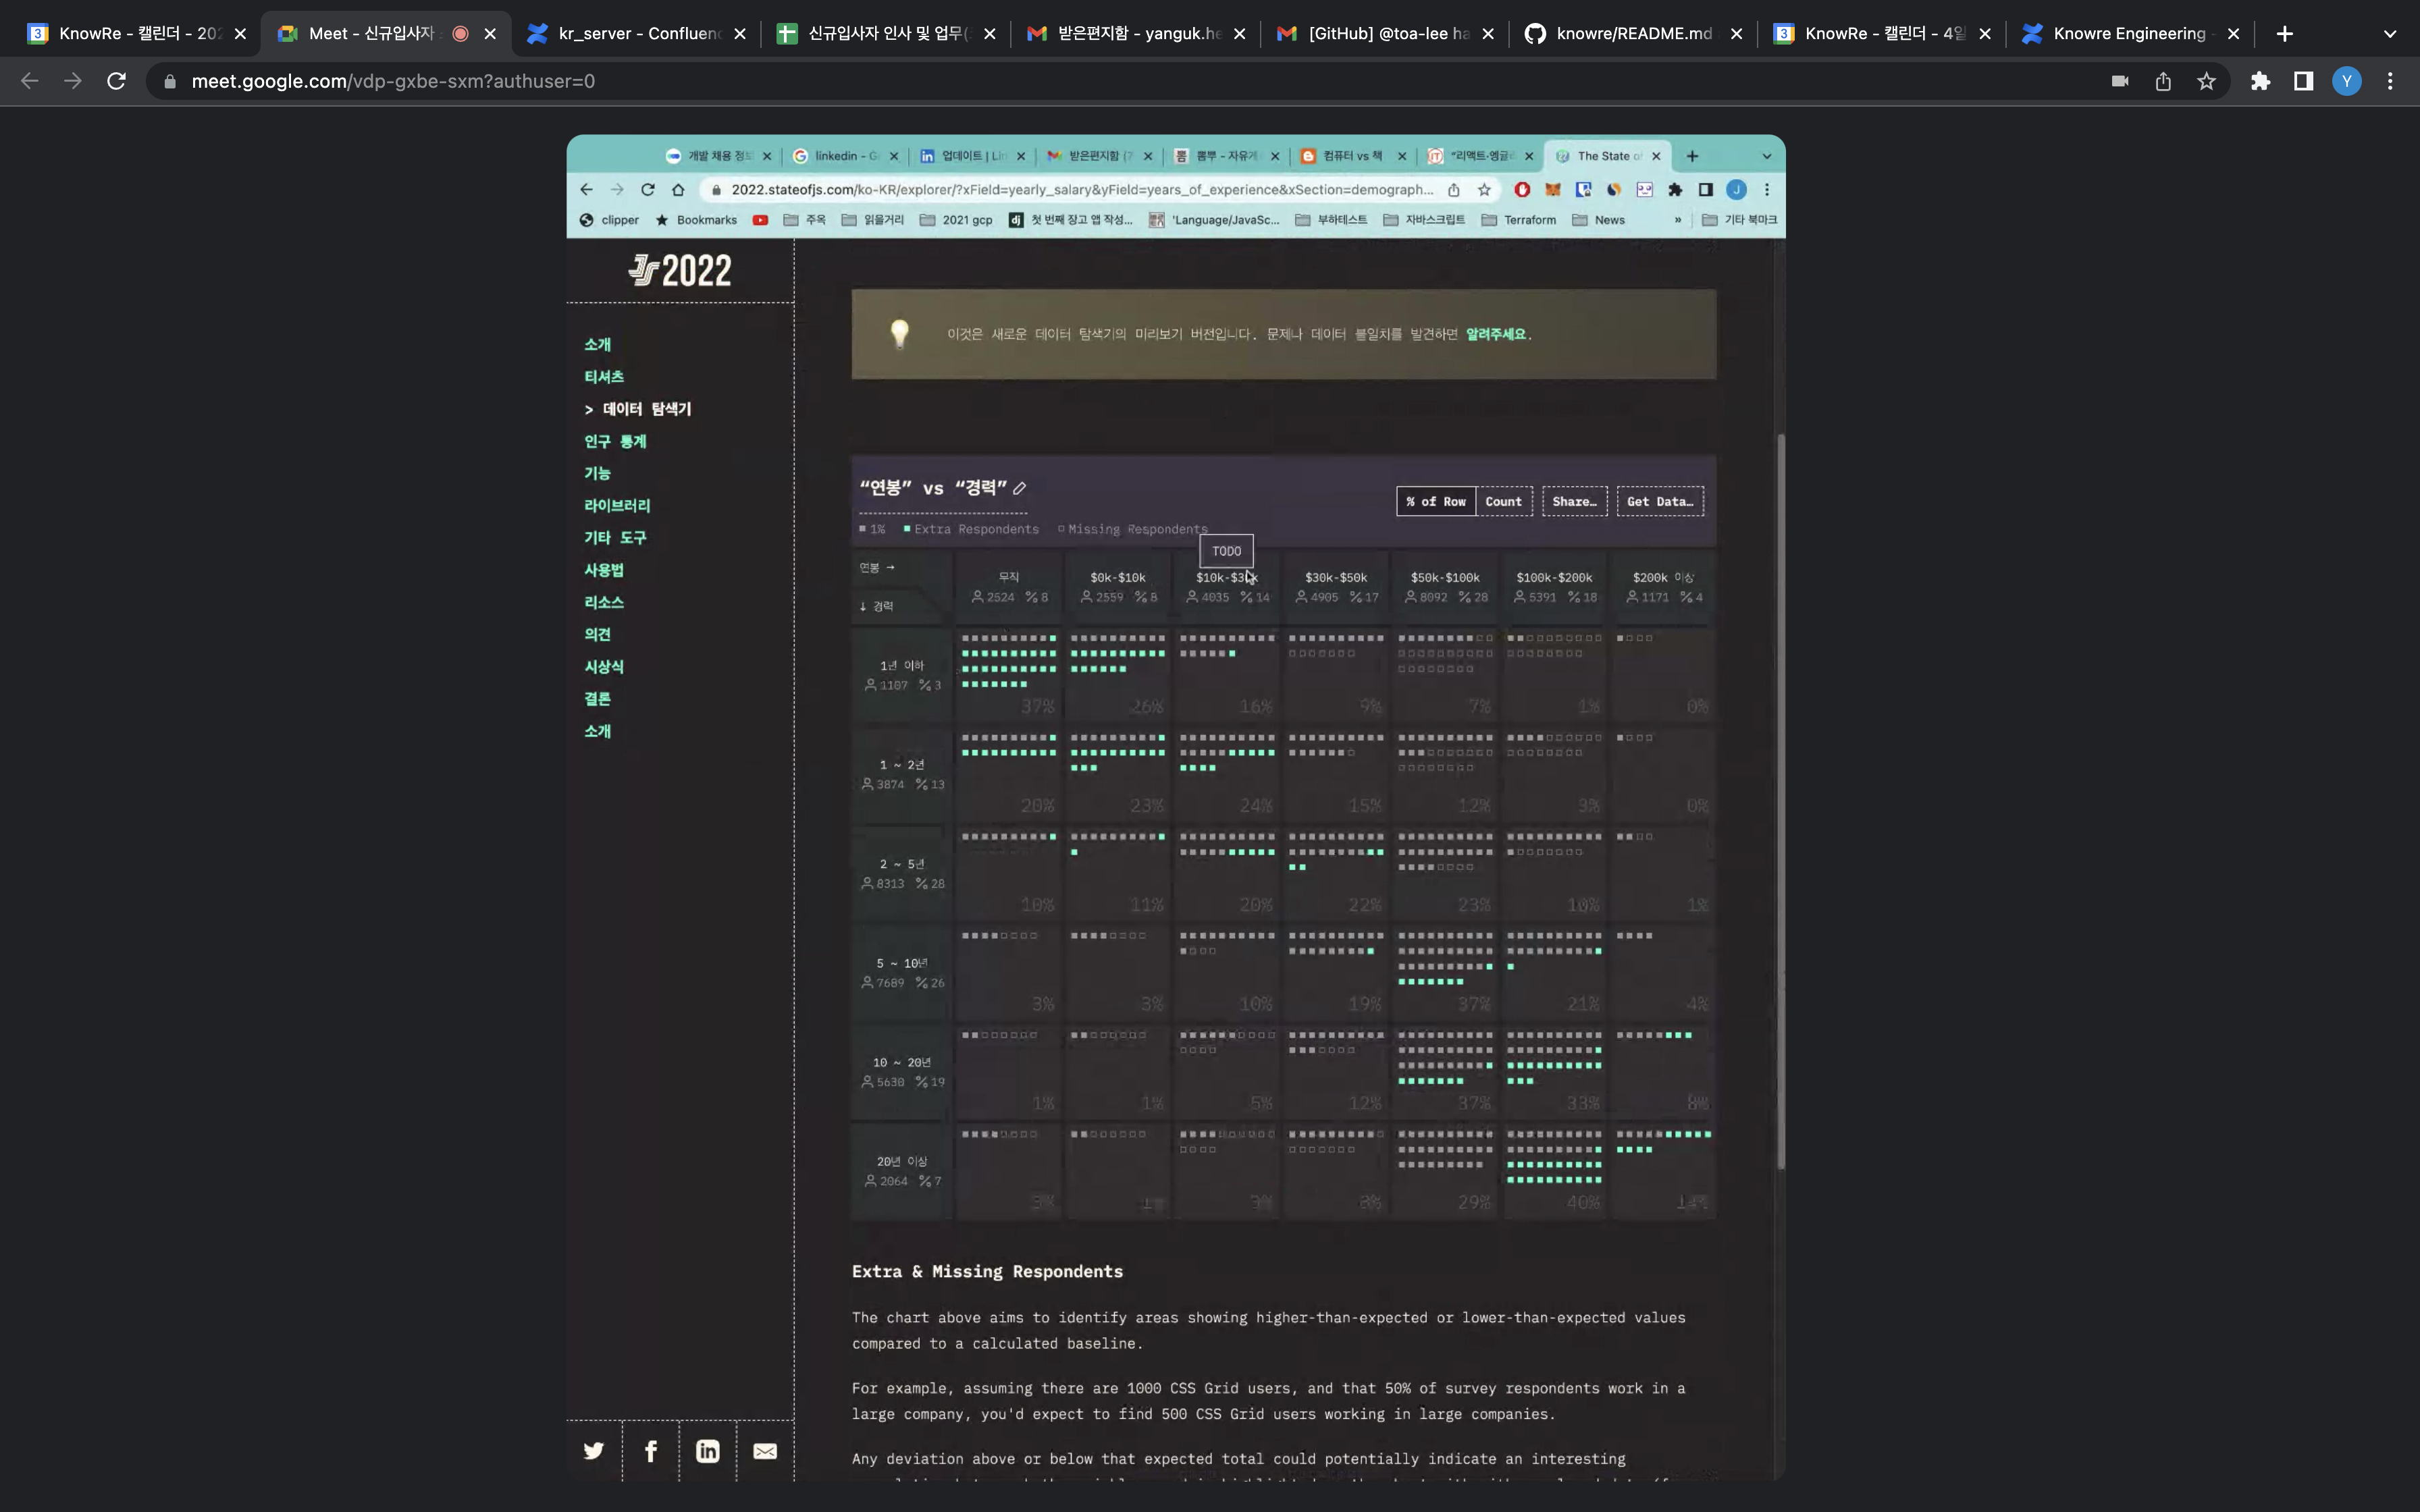 KnowRe - 캘린더 - 202
Meet - 신규입사자
kr_server - Confluenc
신규입사자 인사 및 업무(
받은편지함 - yanguk.he
[GitHub] @toa-lee ha
knowre/README.md
KnowRe - 캘린더 - 4일
Knowre Engineering -
meet.google.com/vdp-gxbe-sxm?authuser=0
Y
개발 채용 정보
linkedin - G
업데이트 | Lin
받은편지함 (7
뽐뿌 - 자유게
컴퓨터 vs 책
"리액트·엥귤러
The State of
2022.stateofjs.com/ko-KR/explorer/?xField=yearly_salary&yField=years_of_experience&xSection=demograph...
J
clipper
Bookmarks
주옥
읽을거리
2021 gcp
dj 첫 번째 장고 앱 작성...
'Language/JavaSc...
부하테스트
자바스크립트
Terraform
News
»
기타 북마크
JS 2022
소개
티셔츠
> 데이터 탐색기
인구 통계
기능
라이브러리
기타 도구
사용법
리소스
의견
시상식
결론
소개
이것은 새로운 데이터 탐색기의 미리보기 버전입니다. 문제나 데이터 불일치를 발견하면 알려주세요.
“연봉” vs “경력”
% of Row
Count
Share…
Get Data…
1%
Extra Respondents
Missing Respondents
TODO
연봉 →
↓ 경력
무직
2524 %8
$0k-$10k
2559 %8
$10k-$30k
4035 %14
$30k-$50k
4905 %17
$50k-$100k
8092 %28
$100k-$200k
5391 %18
$200k 이상
1171 %4
1년 이하
1107 %3
37% 26% 16% 9% 7% 1% 0%
1 ~ 2년
3874 %13
20% 23% 24% 15% 12% 3% 0%
2 ~ 5년
8313 %28
10% 11% 20% 22% 23% 10% 1%
5 ~ 10년
7689 %26
3% 3% 10% 19% 37% 21% 4%
10 ~ 20년
5630 %19
1% 1% 5% 12% 37% 33% 8%
20년 이상
2064 %7
3% 1% 3% 8% 29% 40% 14%
Extra & Missing Respondents
The chart above aims to identify areas showing higher-than-expected or lower-than-expected values
compared to a calculated baseline.
For example, assuming there are 1000 CSS Grid users, and that 50% of survey respondents work in a
large company, you'd expect to find 500 CSS Grid users working in large companies.
Any deviation above or below that expected total could potentially indicate an interesting